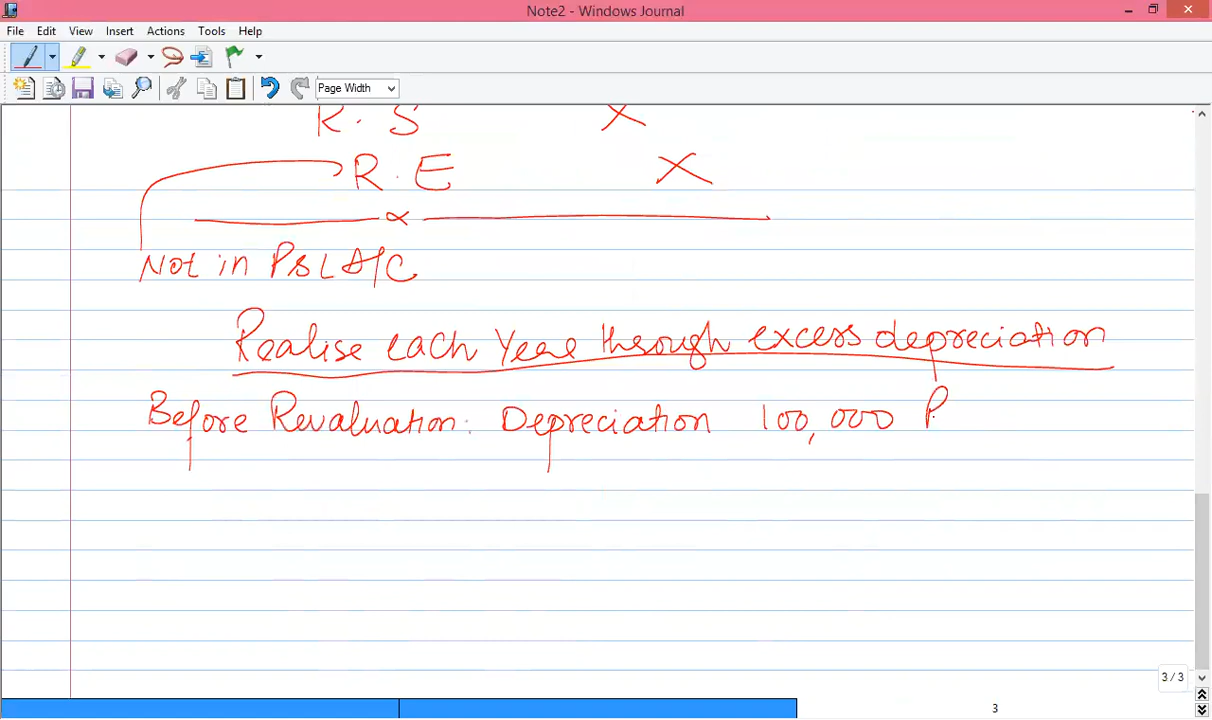 Note2 - Windows Journal
File Edit View Insert Actions Tools Help
Page Width
R. S X
R. E X
Not in P&L A/C
Realise each Year through excess depreciation
Before Revaluation: Depreciation 100,000 P
3 / 3
3